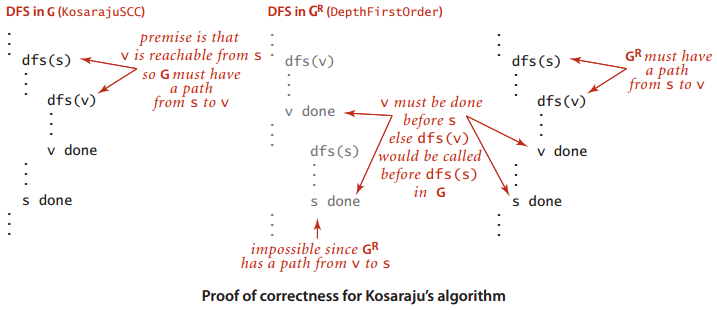 DFS in G (KosarajuSCC)
premise is that
v is reachable from s
so G must have
a path
from s to v
dfs(s)
dfs(v)
v done
s done
DFS in Gᴿ (DepthFirstOrder)
dfs(v)
v done
dfs(s)
s done
v must be done
before s
else dfs(v)
would be called
before dfs(s)
in G
impossible since Gᴿ
has a path from v to s
dfs(s)
dfs(v)
v done
s done
Gᴿ must have
a path
from s to v
Proof of correctness for Kosaraju's algorithm